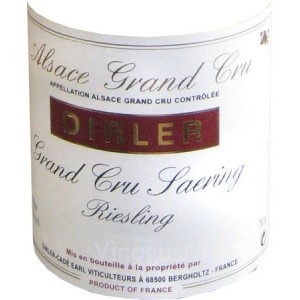 Alsace Grand Cru
APPELLATION ALSACE GRAND CRU CONTRÔLÉE
DIRLER
Grand Cru Saering
Riesling
Mis en bouteille à la propriété par
DIRLER-CADÉ EARL VITICULTEURS À 68500 BERGHOLTZ - FRANCE
PRODUCT OF FRANCE